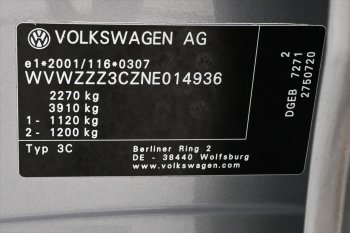 VOLKSWAGEN AG
e1*2001/116*0307
WVWZZZ3CZNE014936
2270 kg
3910 kg
1- 1120 kg
2- 1200 kg
Typ 3C
Berliner Ring 2
DE - 38440 Wolfsburg
www.volkswagen.com
2
DGEB 7271
2750720